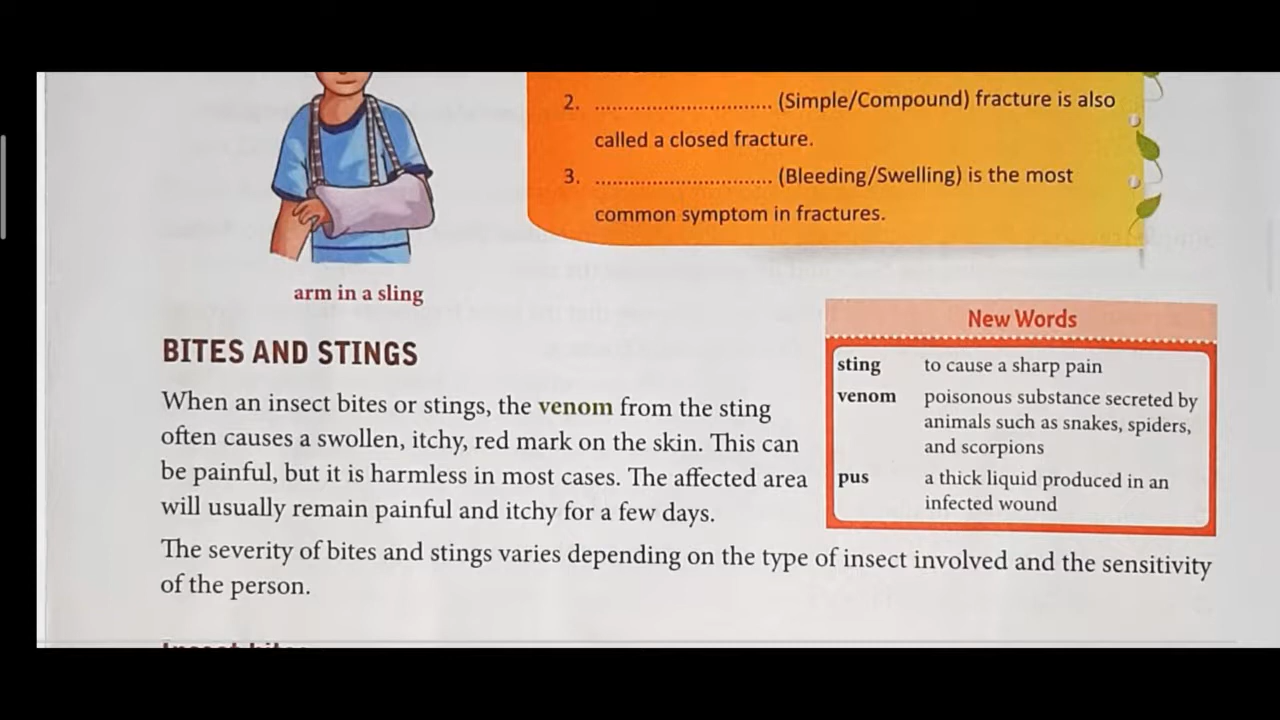 2. .............................. (Simple/Compound) fracture is also
called a closed fracture.
3. .............................. (Bleeding/Swelling) is the most
common symptom in fractures.
arm in a sling
BITES AND STINGS
When an insect bites or stings, the venom from the sting
often causes a swollen, itchy, red mark on the skin. This can
be painful, but it is harmless in most cases. The affected area
will usually remain painful and itchy for a few days.
New Words
sting to cause a sharp pain
venom poisonous substance secreted by
animals such as snakes, spiders,
and scorpions
pus a thick liquid produced in an
infected wound
The severity of bites and stings varies depending on the type of insect involved and the sensitivity
of the person.